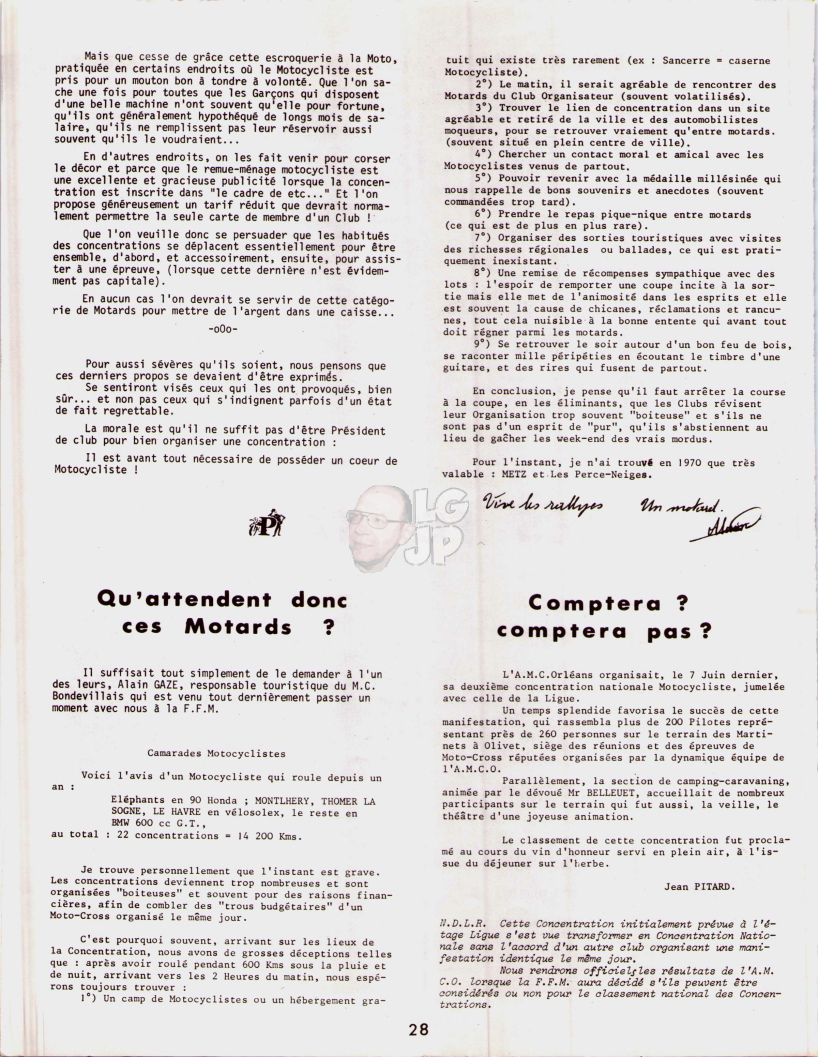 Mais que cesse de grâce cette escroquerie à la Moto,
pratiquée en certains endroits où le Motocycliste est
pris pour un mouton bon à tondre à volonté. Que l'on sa-
che une fois pour toutes que les Garçons qui disposent
d'une belle machine n'ont souvent qu'elle pour fortune,
qu'ils ont généralement hypothéqué de longs mois de sa-
laire, qu'ils ne remplissent pas leur réservoir aussi
souvent qu'ils le voudraient...
En d'autres endroits, on les fait venir pour corser
le décor et parce que le remue-ménage motocycliste est
une excellente et gracieuse publicité lorsque la concen-
tration est inscrite dans "le cadre de etc..." Et l'on
propose généreusement un tarif réduit que devrait norma-
lement permettre la seule carte de membre d'un Club !
Que l'on veuille donc se persuader que les habitués
des concentrations se déplacent essentiellement pour être
ensemble, d'abord, et accessoirement, ensuite, pour assis-
ter à une épreuve, (lorsque cette dernière n'est évidem-
ment pas capitale).
En aucun cas l'on devrait se servir de cette catégo-
rie de Motards pour mettre de l'argent dans une caisse...
-oOo-
Pour aussi sévères qu'ils soient, nous pensons que
ces derniers propos se devaient d'être exprimés.
Se sentiront visés ceux qui les ont provoqués, bien
sûr... et non pas ceux qui s'indignent parfois d'un état
de fait regrettable.
La morale est qu'il ne suffit pas d'être Président
de club pour bien organiser une concentration :
Il est avant tout nécessaire de posséder un coeur de
Motocycliste !
P
Qu'attendent donc
ces Motards ?
Il suffisait tout simplement de le demander à l'un
des leurs, Alain GAZE, responsable touristique du M.C.
Bondevillais qui est venu tout dernièrement passer un
moment avec nous à la F.F.M.
Camarades Motocyclistes
Voici l'avis d'un Motocycliste qui roule depuis un
an :
Eléphants en 90 Honda ; MONTLHERY, THOMER LA
SOGNE, LE HAVRE en vélosolex, le reste en
BMW 600 cc G.T.,
au total : 22 concentrations = 14 200 Kms.
Je trouve personnellement que l'instant est grave.
Les concentrations deviennent trop nombreuses et sont
organisées "boiteuses" et souvent pour des raisons finan-
cières, afin de combler des "trous budgétaires" d'un
Moto-Cross organisé le même jour.
C'est pourquoi souvent, arrivant sur les lieux de
la Concentration, nous avons de grosses déceptions telles
que : après avoir roulé pendant 600 Kms sous la pluie et
de nuit, arrivant vers les 2 Heures du matin, nous espé-
rons toujours trouver :
1°) Un camp de Motocyclistes ou un hébergement gra-
tuit qui existe très rarement (ex : Sancerre = caserne
Motocycliste).
2°) Le matin, il serait agréable de rencontrer des
Motards du Club Organisateur (souvent volatilisés).
3°) Trouver le lien de concentration dans un site
agréable et retiré de la ville et des automobilistes
moqueurs, pour se retrouver vraiement qu'entre motards.
(souvent situé en plein centre de ville).
4°) Chercher un contact moral et amical avec les
Motocyclistes venus de partout.
5°) Pouvoir revenir avec la médaille millésinée qui
nous rappelle de bons souvenirs et anecdotes (souvent
commandées trop tard).
6°) Prendre le repas pique-nique entre motards
(ce qui est de plus en plus rare).
7°) Organiser des sorties touristiques avec visites
des richesses régionales ou ballades, ce qui est prati-
quement inexistant.
8°) Une remise de récompenses sympathique avec des
lots : l'espoir de remporter une coupe incite à la sor-
tie mais elle met de l'animosité dans les esprits et elle
est souvent la cause de chicanes, réclamations et rancu-
nes, tout cela nuisible à la bonne entente qui avant tout
doit régner parmi les motards.
9°) Se retrouver le soir autour d'un bon feu de bois,
se raconter mille péripéties en écoutant le timbre d'une
guitare, et des rires qui fusent de partout.
En conclusion, je pense qu'il faut arrêter la course
à la coupe, en les éliminants, que les Clubs révisent
leur Organisation trop souvent "boiteuse" et s'ils ne
sont pas d'un esprit de "pur", qu'ils s'abstiennent au
lieu de gacher les week-end des vrais mordus.
Pour l'instant, je n'ai trouvé en 1970 que très
valable : METZ et Les Perce-Neiges.
Vive les rallyes Un motard.
Alain
LG
JP
Comptera ?
comptera pas ?
L'A.M.C.Orléans organisait, le 7 Juin dernier,
sa deuxième concentration nationale Motocycliste, jumelée
avec celle de la Ligue.
Un temps splendide favorisa le succès de cette
manifestation, qui rassembla plus de 200 Pilotes repré-
sentant près de 260 personnes sur le terrain des Marti-
nets à Olivet, siège des réunions et des épreuves de
Moto-Cross réputées organisées par la dynamique équipe de
l'A.M.C.O.
Parallèlement, la section de camping-caravaning,
animée par le dévoué Mr BELLEUET, accueillait de nombreux
participants sur le terrain qui fut aussi, la veille, le
théâtre d'une joyeuse animation.
Le classement de cette concentration fut procla-
mé au cours du vin d'honneur servi en plein air, à l'is-
sue du déjeuner sur l'herbe.
Jean PITARD.
N.D.L.R. Cette Concentration initialement prévue à l'é-
tage Ligue s'est vue transformer en Concentration Natio-
nale sans l'accord d'un autre club organisant une mani-
festation identique le même jour.
Nous rendrons officiels les résultats de l'A.M.
C.O. lorsque la F.F.M. aura décidé s'ils peuvent être
considérés ou non pour le classement national des Concen-
trations.
28